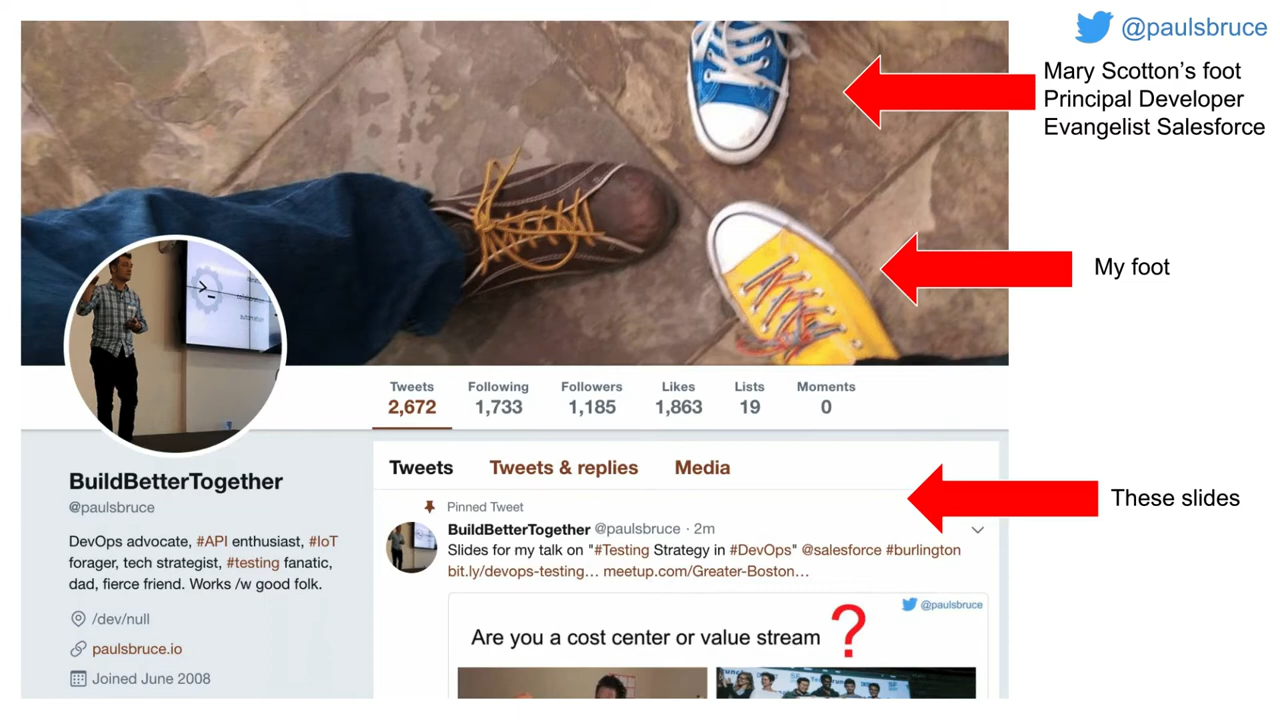 @paulsbruce
Mary Scotton's foot
Principal Developer
Evangelist Salesforce
My foot
>_
automation
Tweets Following Followers Likes Lists Moments
2,672 1,733 1,185 1,863 19 0
BuildBetterTogether
@paulsbruce
DevOps advocate, #API enthusiast, #IoT
forager, tech strategist, #testing fanatic,
dad, fierce friend. Works /w good folk.
/dev/null
paulsbruce.io
Joined June 2008
Tweets Tweets & replies Media
These slides
Pinned Tweet
BuildBetterTogether @paulsbruce · 2m
Slides for my talk on "#Testing Strategy in #DevOps" @salesforce #burlington
bit.ly/devops-testing... meetup.com/Greater-Boston...
@paulsbruce
Are you a cost center or value stream ?